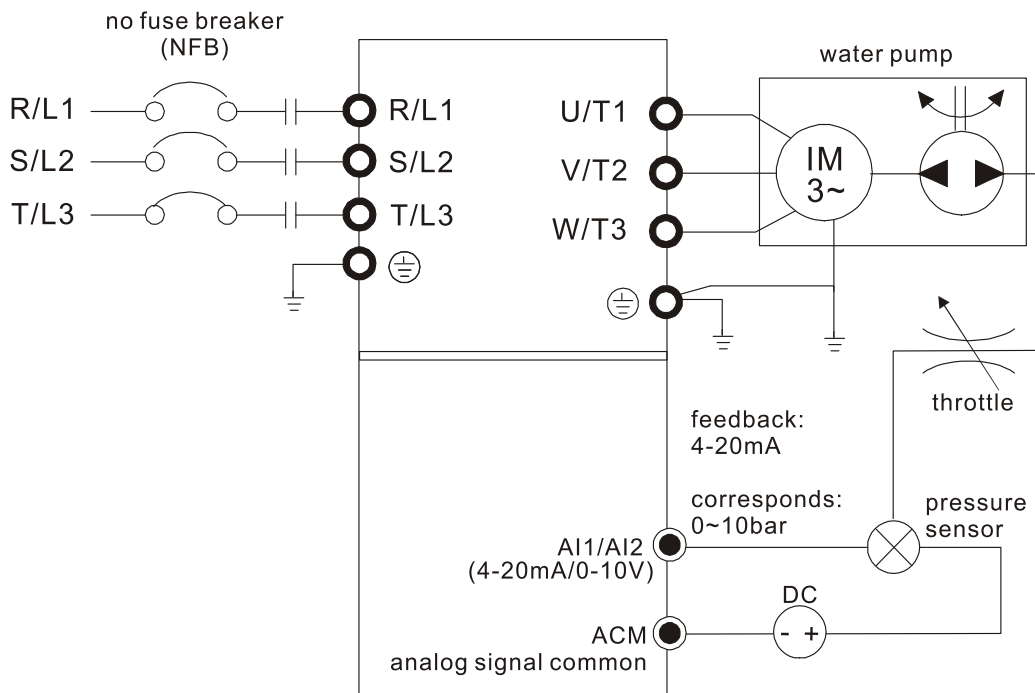 no fuse breaker
(NFB)
R/L1
S/L2
T/L3
R/L1
S/L2
T/L3
U/T1
V/T2
W/T3
water pump
IM
3~
throttle
feedback:
4-20mA
corresponds:
0~10bar
pressure
sensor
AI1/AI2
(4-20mA/0-10V)
DC
- +
ACM
analog signal common